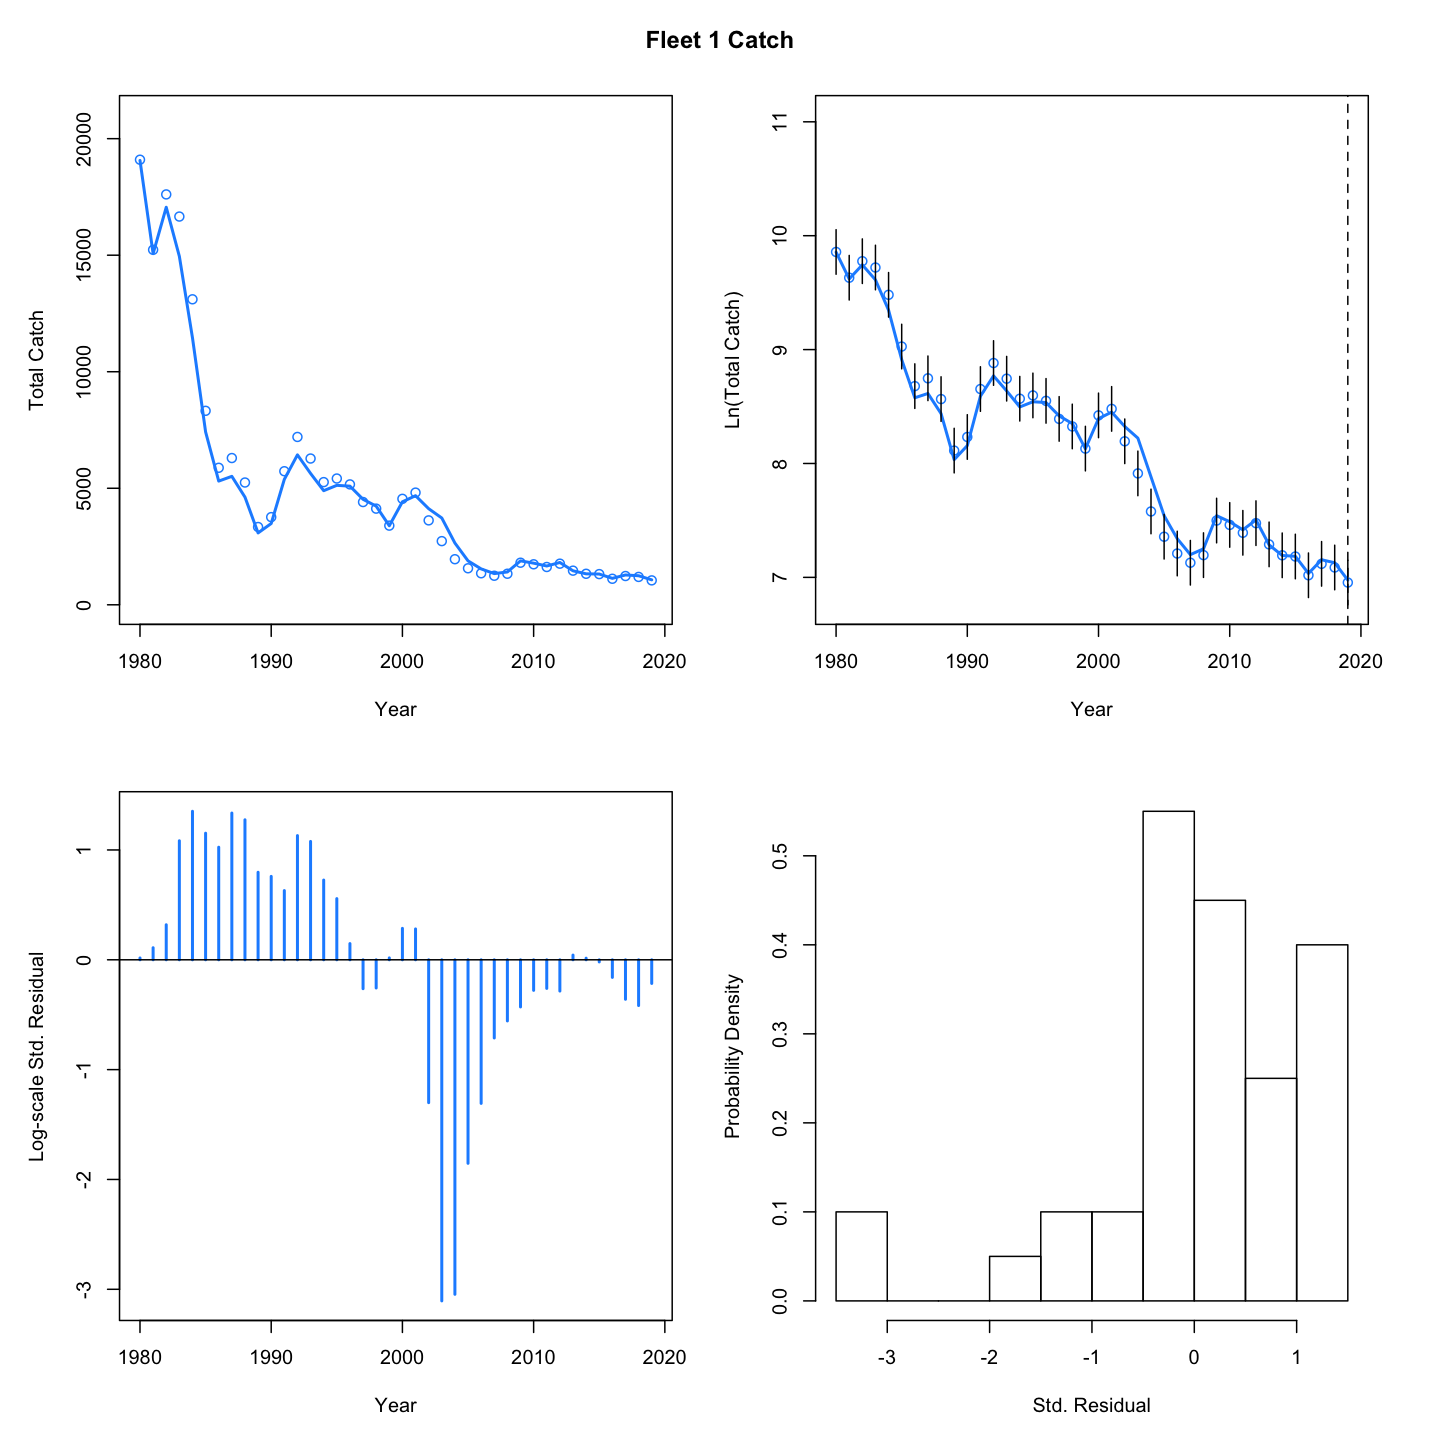 Fleet 1 Catch
Total Catch
20000
15000
10000
5000
0
1980 1990 2000 2010 2020
Year
Ln(Total Catch)
11
10
9
8
7
1980 1990 2000 2010 2020
Year
Log-scale Std. Residual
1
0
-1
-2
-3
1980 1990 2000 2010 2020
Year
Probability Density
0.5
0.4
0.3
0.2
0.1
0.0
-3 -2 -1 0 1
Std. Residual